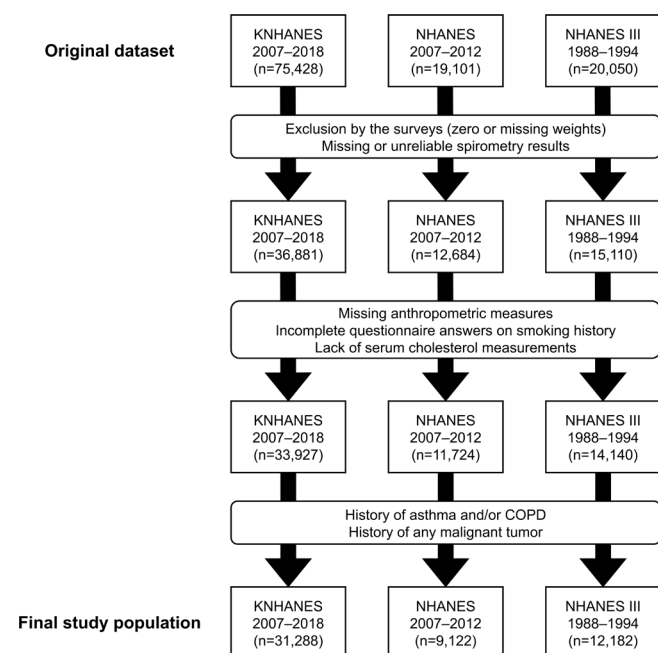 Original dataset
KNHANES
2007–2018
(n=75,428)
NHANES
2007–2012
(n=19,101)
NHANES III
1988–1994
(n=20,050)
Exclusion by the surveys (zero or missing weights)
Missing or unreliable spirometry results
KNHANES
2007–2018
(n=36,881)
NHANES
2007–2012
(n=12,684)
NHANES III
1988–1994
(n=15,110)
Missing anthropometric measures
Incomplete questionnaire answers on smoking history
Lack of serum cholesterol measurements
KNHANES
2007–2018
(n=33,927)
NHANES
2007–2012
(n=11,724)
NHANES III
1988–1994
(n=14,140)
History of asthma and/or COPD
History of any malignant tumor
Final study population
KNHANES
2007–2018
(n=31,288)
NHANES
2007–2012
(n=9,122)
NHANES III
1988–1994
(n=12,182)